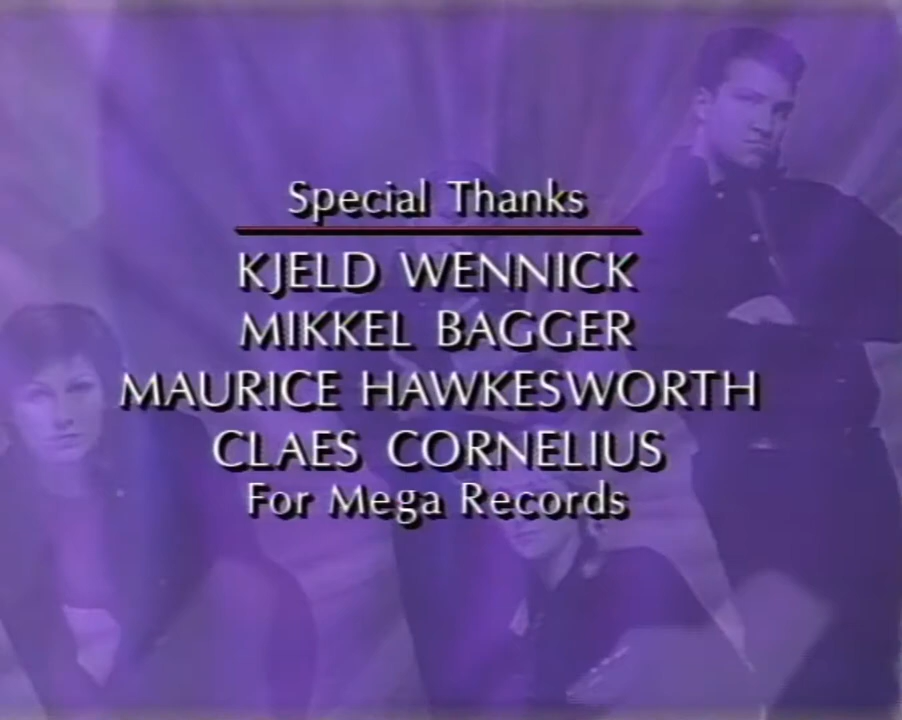 Special Thanks
KJELD WENNICK
MIKKEL BAGGER
MAURICE HAWKESWORTH
CLAES CORNELIUS
For Mega Records